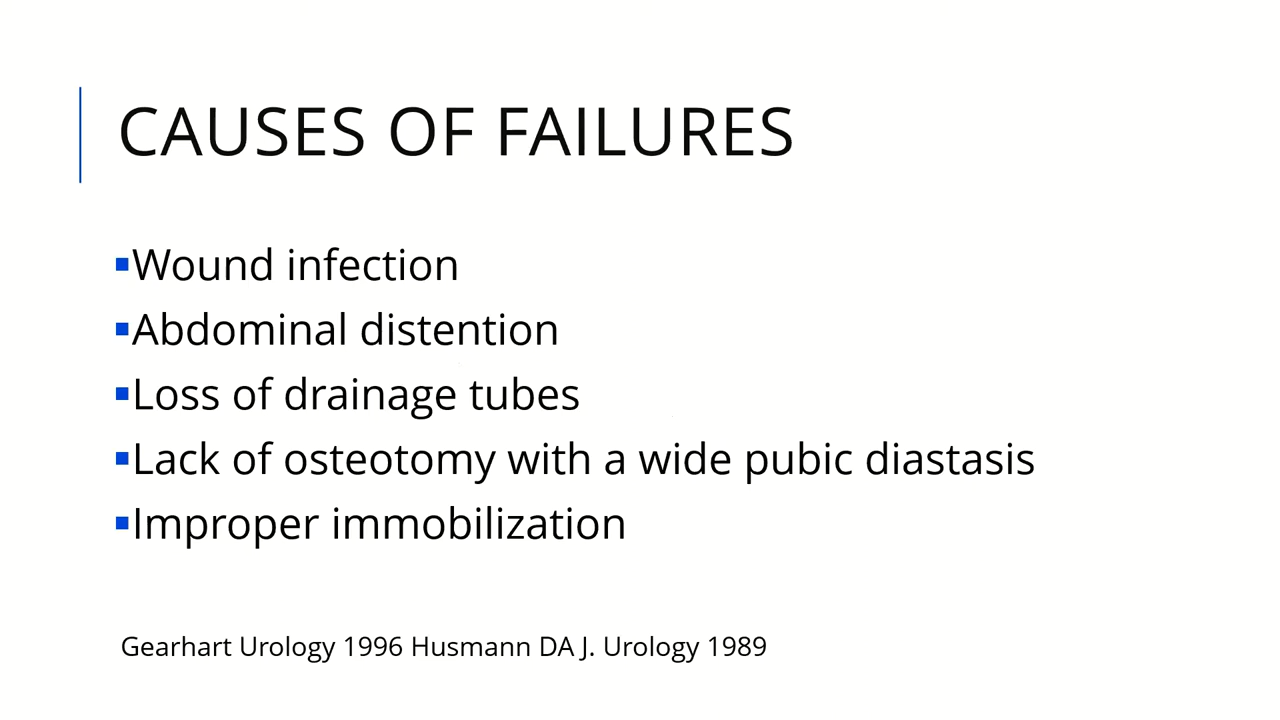 CAUSES OF FAILURES
▪Wound infection
▪Abdominal distention
▪Loss of drainage tubes
▪Lack of osteotomy with a wide pubic diastasis
▪Improper immobilization
Gearhart Urology 1996 Husmann DA J. Urology 1989